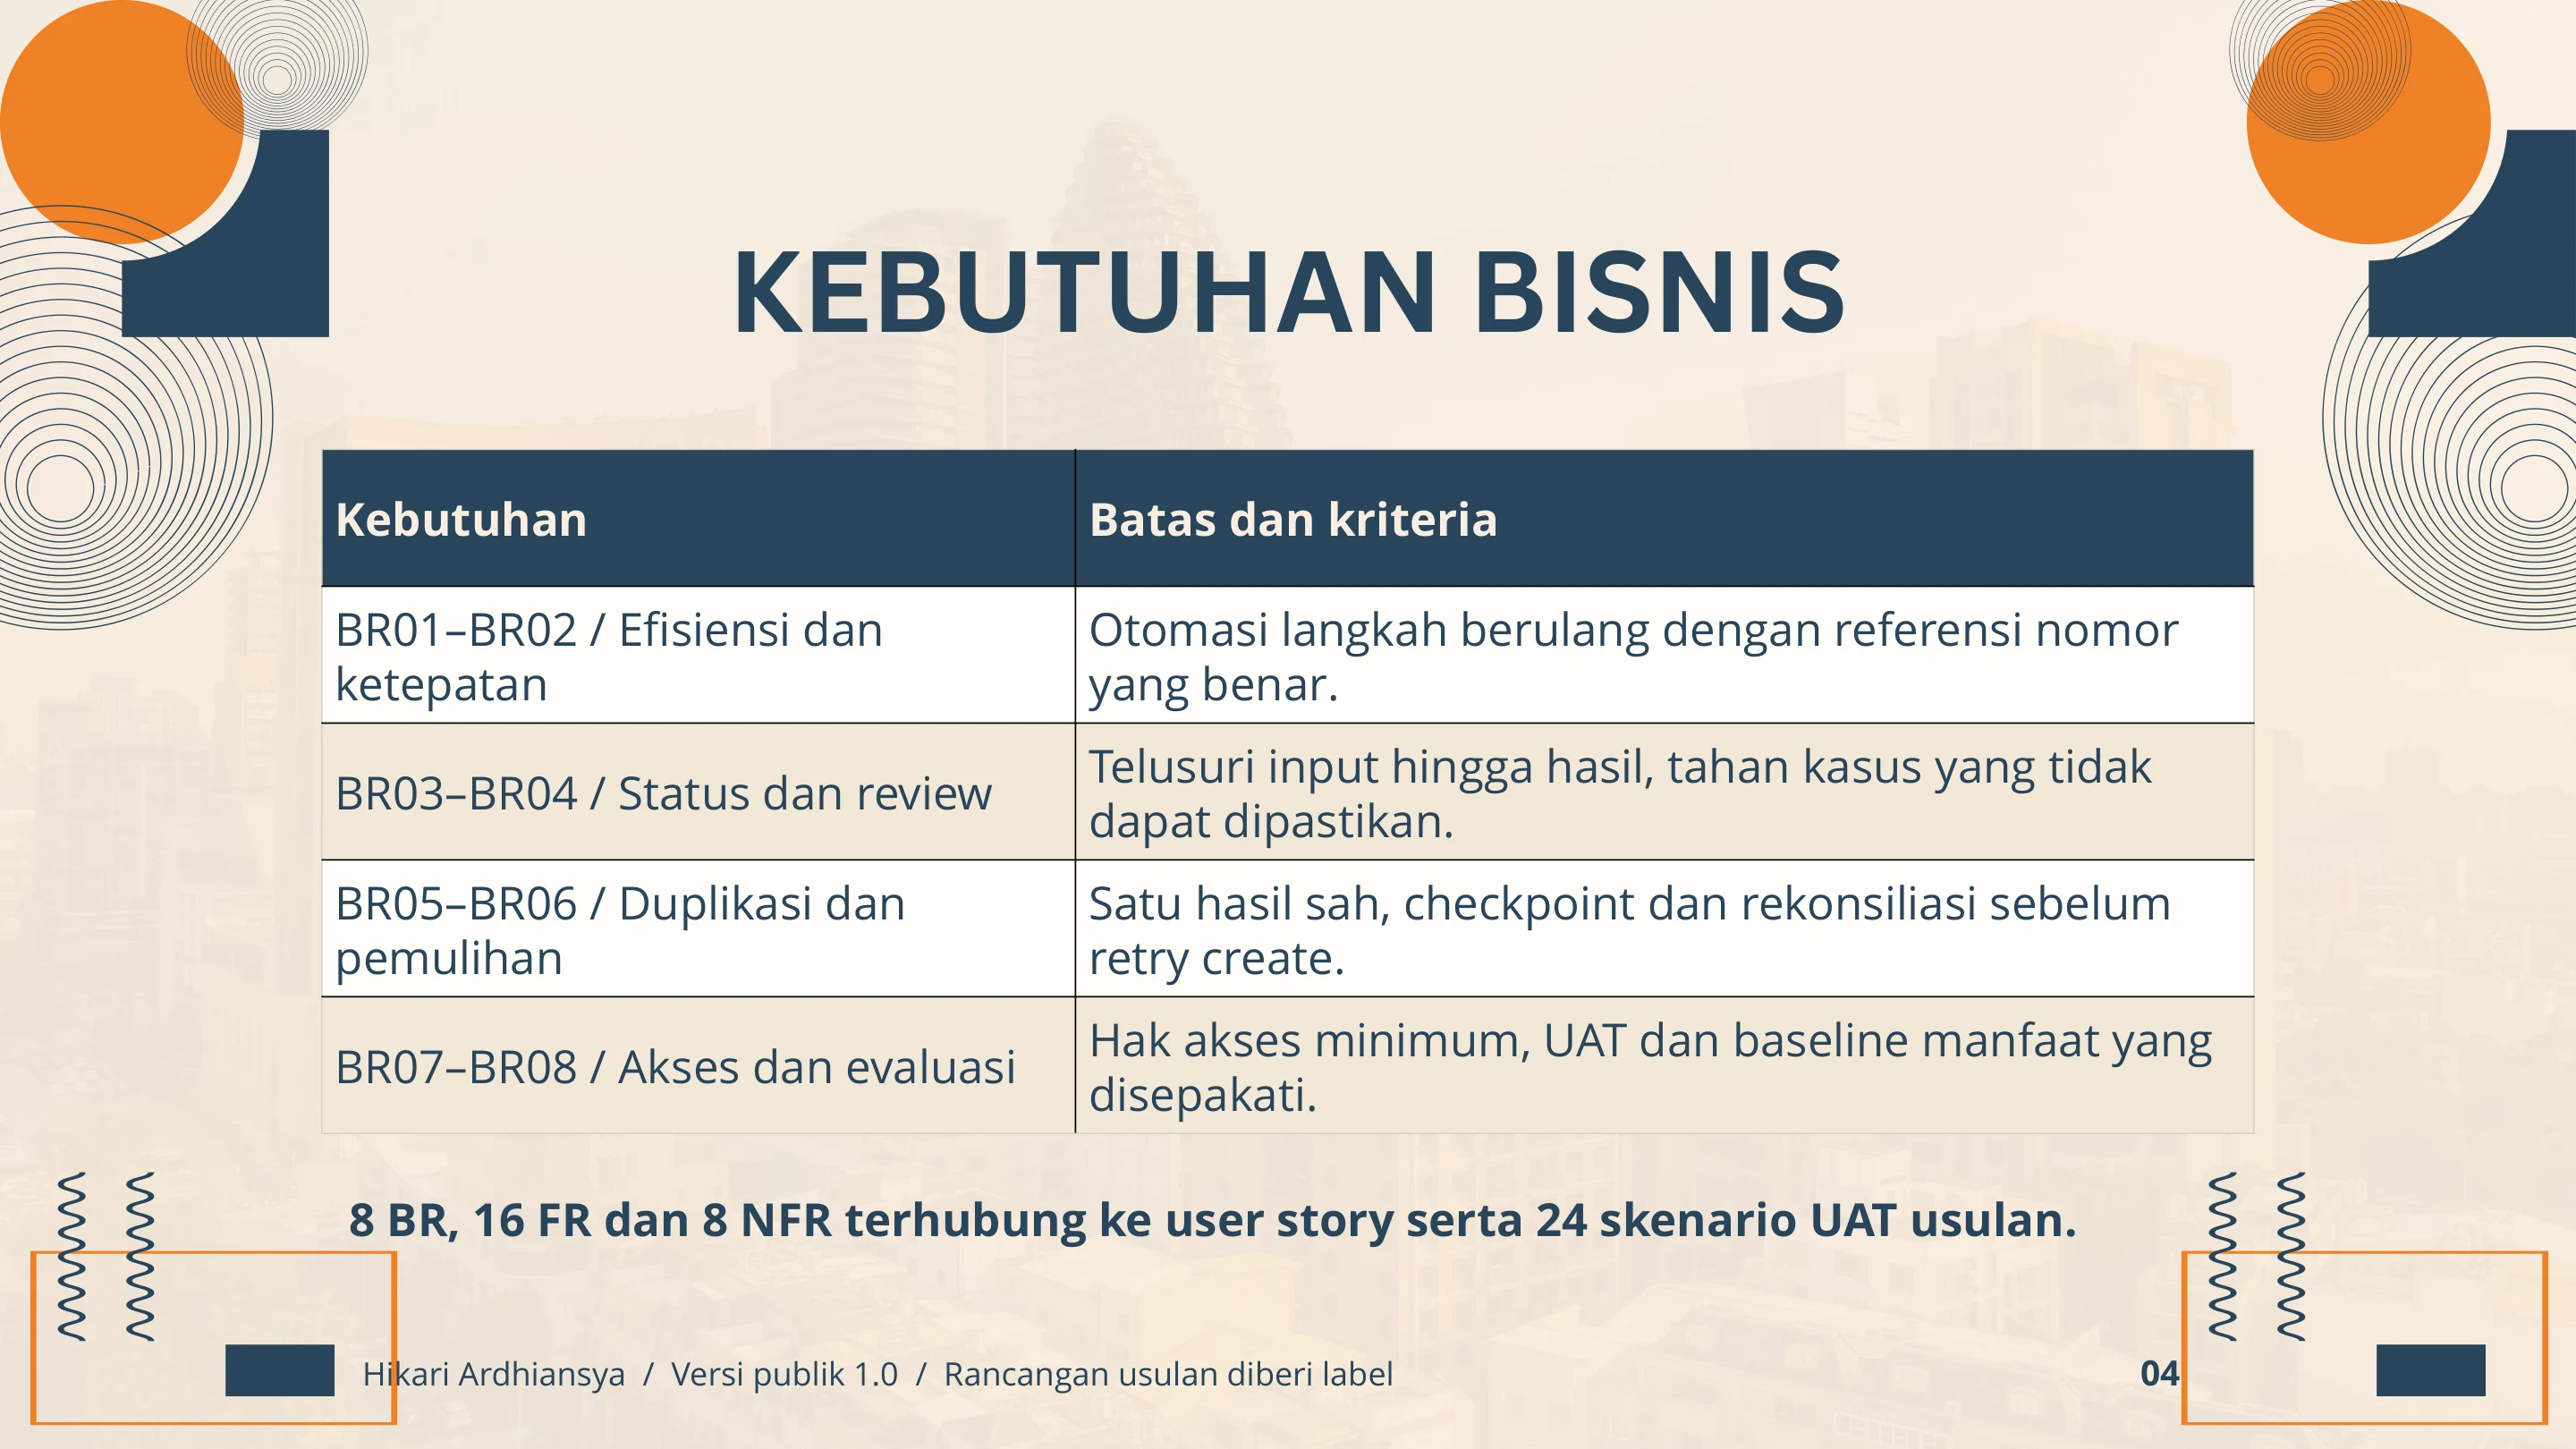 KEBUTUHAN BISNIS
Kebutuhan
Batas dan kriteria
BR01–BR02 / Efisiensi dan
ketepatan
Otomasi langkah berulang dengan referensi nomor
yang benar.
BR03–BR04 / Status dan review
Telusuri input hingga hasil, tahan kasus yang tidak
dapat dipastikan.
BR05–BR06 / Duplikasi dan
pemulihan
Satu hasil sah, checkpoint dan rekonsiliasi sebelum
retry create.
BR07–BR08 / Akses dan evaluasi
Hak akses minimum, UAT dan baseline manfaat yang
disepakati.
8 BR, 16 FR dan 8 NFR terhubung ke user story serta 24 skenario UAT usulan.
Hikari Ardhiansya / Versi publik 1.0 / Rancangan usulan diberi label
04